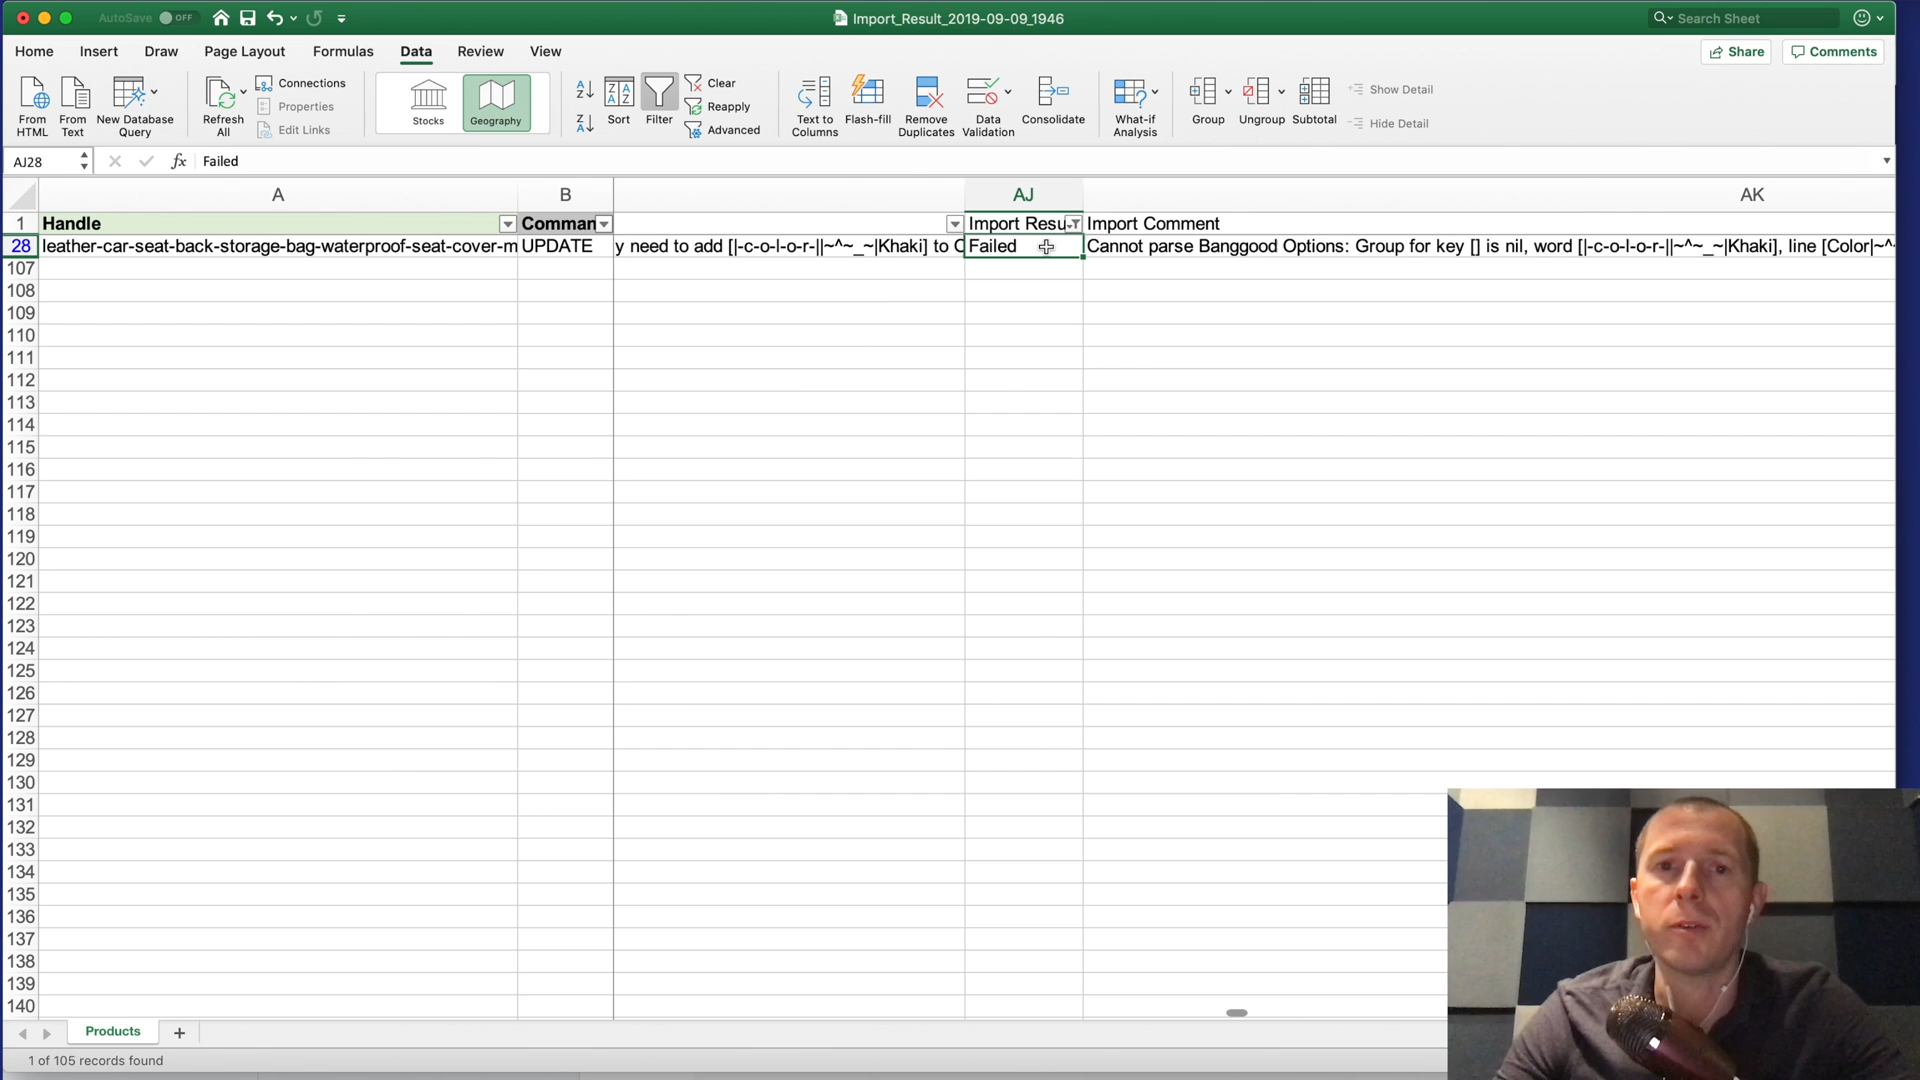 AutoSave OFF
Import_Result_2019-09-09_1946
Search Sheet
Home Insert Draw Page Layout Formulas Data Review View
Share Comments
From HTML
From Text
New Database Query
Refresh All
Connections
Properties
Edit Links
Stocks
Geography
Sort
Filter
Clear
Reapply
Advanced
Text to Columns
Flash-fill
Remove Duplicates
Data Validation
Consolidate
What-if Analysis
Group
Ungroup
Subtotal
Show Detail
Hide Detail
AJ28 fx Failed
A B AJ AK
1 Handle Comman Import Resu Import Comment
28 leather-car-seat-back-storage-bag-waterproof-seat-cover-m UPDATE y need to add [|-c-o-l-o-r-||~^~_~|Khaki] to C Failed Cannot parse Banggood Options: Group for key [] is nil, word [|-c-o-l-o-r-||~^~_~|Khaki], line [Color|~^~
107
108
109
110
111
112
113
114
115
116
117
118
119
120
121
122
123
124
125
126
127
128
129
130
131
132
133
134
135
136
137
138
139
140
Products +
1 of 105 records found